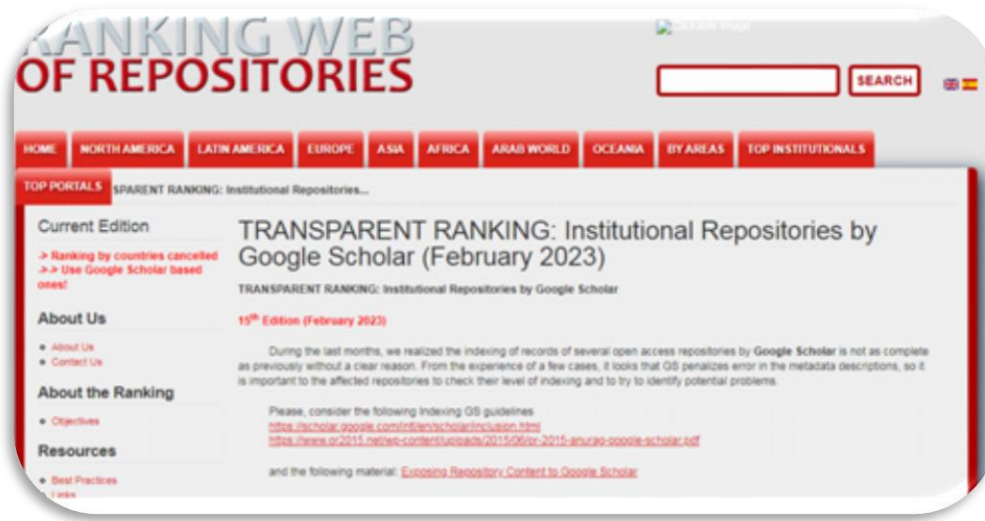 RANKING WEB
OF REPOSITORIES
SEARCH
HOME
NORTH AMERICA
LATIN AMERICA
EUROPE
ASIA
AFRICA
ARAB WORLD
OCEANIA
BY AREAS
TOP INSTITUTIONALS
TOP PORTALS
SPARENT RANKING: Institutional Repositories...
Current Edition
-> Ranking by countries cancelled
->-> Use Google Scholar based
ones!
About Us
About Us
Contact Us
About the Ranking
Objectives
Resources
Best Practices
Links
TRANSPARENT RANKING: Institutional Repositories by
Google Scholar (February 2023)
TRANSPARENT RANKING: Institutional Repositories by Google Scholar
15th Edition (February 2023)
During the last months, we realized the indexing of records of several open access repositories by Google Scholar is not as complete
as previously without a clear reason. From the experience of a few cases, it looks that GS penalizes error in the metadata descriptions, so it
is important to the affected repositories to check their level of indexing and to try to identify potential problems.
Please, consider the following Indexing GS guidelines
https://scholar.google.com/intl/en/scholar/inclusion.html
https://www.or2015.net/wp-content/uploads/2015/06/or-2015-anurag-google-scholar.pdf
and the following material: Exposing Repository Content to Google Scholar